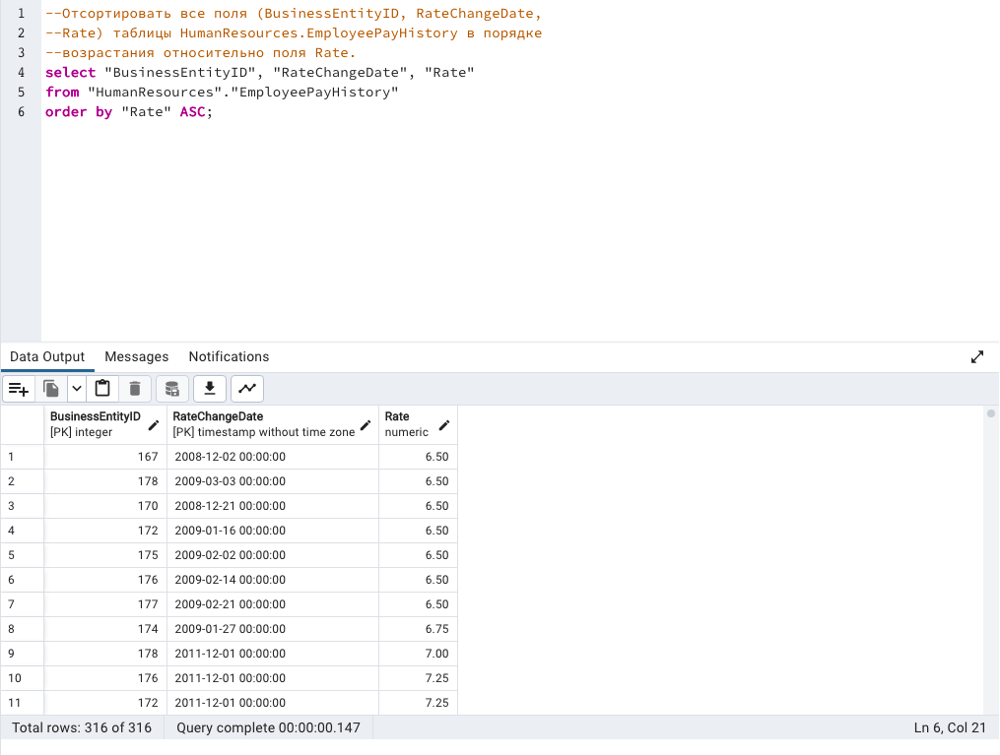 1 --Отсортировать все поля (BusinessEntityID, RateChangeDate,
2 --Rate) таблицы HumanResources.EmployeePayHistory в порядке
3 --возрастания относительно поля Rate.
4 select "BusinessEntityID", "RateChangeDate", "Rate"
5 from "HumanResources"."EmployeePayHistory"
6 order by "Rate" ASC;
Data Output Messages Notifications
BusinessEntityID RateChangeDate Rate
[PK] integer [PK] timestamp without time zone numeric
1 167 2008-12-02 00:00:00 6.50
2 178 2009-03-03 00:00:00 6.50
3 170 2008-12-21 00:00:00 6.50
4 172 2009-01-16 00:00:00 6.50
5 175 2009-02-02 00:00:00 6.50
6 176 2009-02-14 00:00:00 6.50
7 177 2009-02-21 00:00:00 6.50
8 174 2009-01-27 00:00:00 6.75
9 178 2011-12-01 00:00:00 7.00
10 176 2011-12-01 00:00:00 7.25
11 172 2011-12-01 00:00:00 7.25
Total rows: 316 of 316 Query complete 00:00:00.147 Ln 6, Col 21